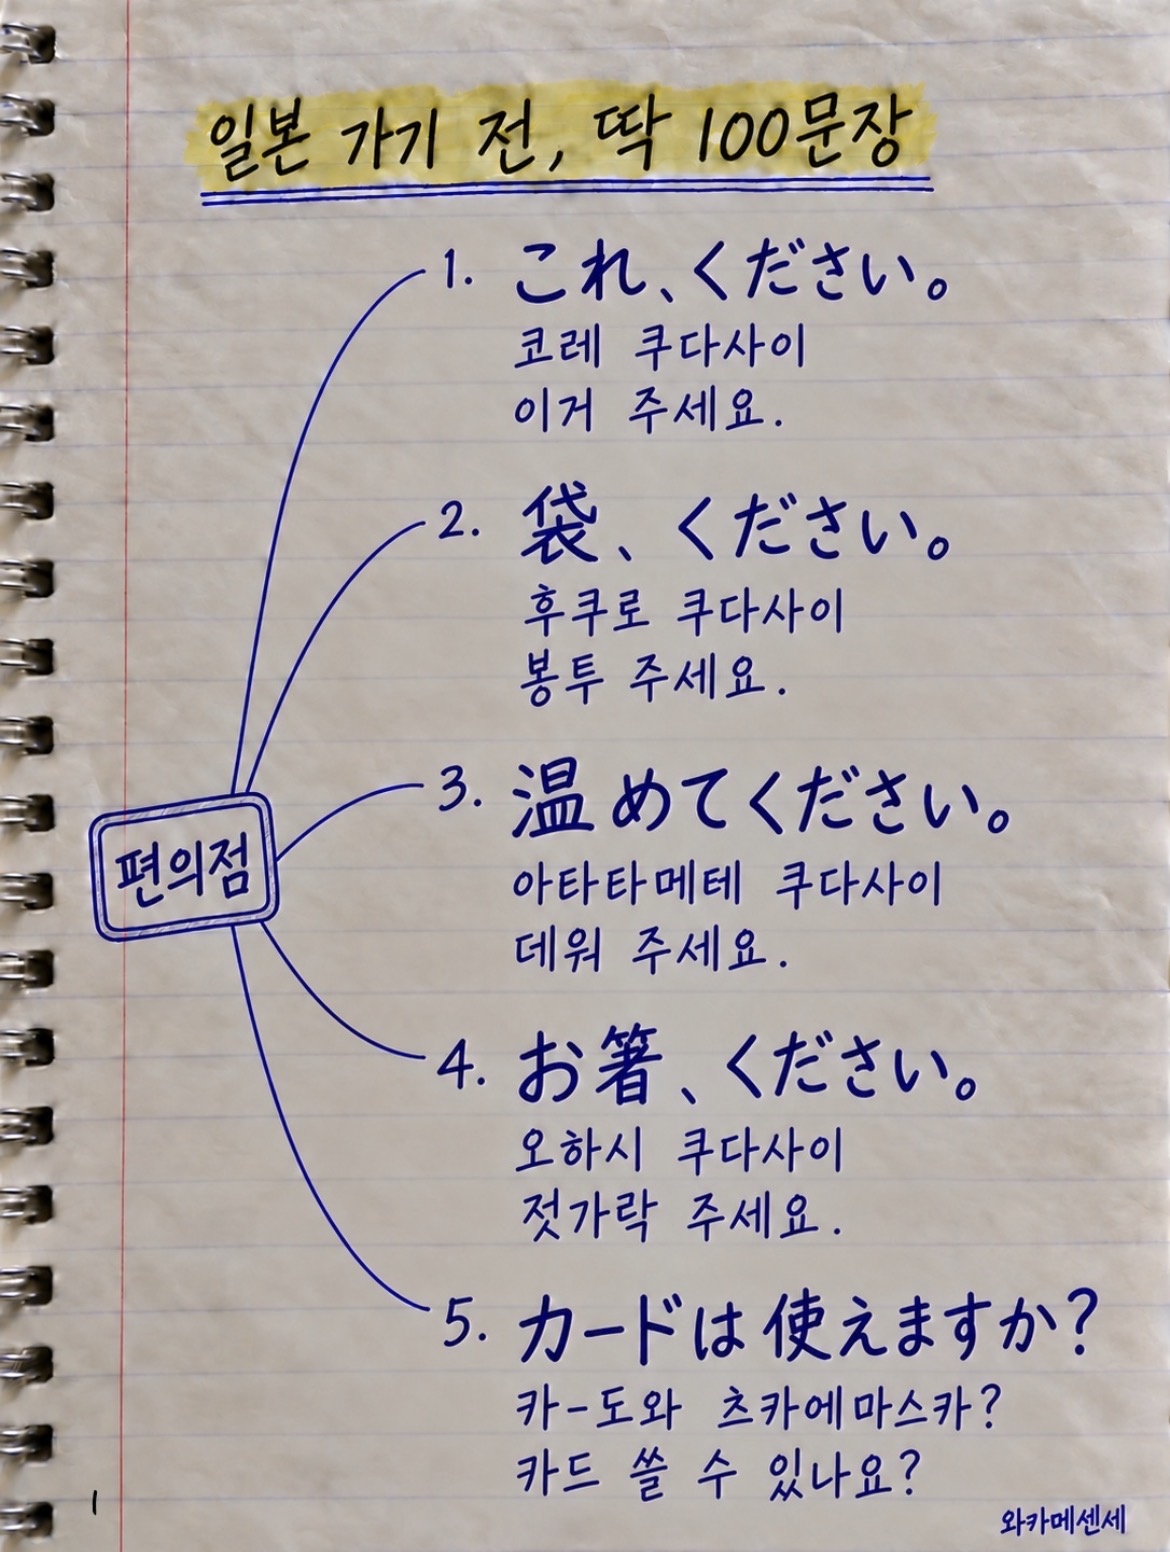 일본 가기 전, 딱 100문장
1. これ、ください。
코레 쿠다사이
이거 주세요.
2. 袋、ください。
후쿠로 쿠다사이
봉투 주세요.
편의점
3. 温めてください。
아타타메테 쿠다사이
데워 주세요.
4. お箸、ください。
오하시 쿠다사이
젓가락 주세요.
5. カードは使えますか?
카-도와 츠카에마스카?
카드 쓸 수 있나요?
1
와카메센세